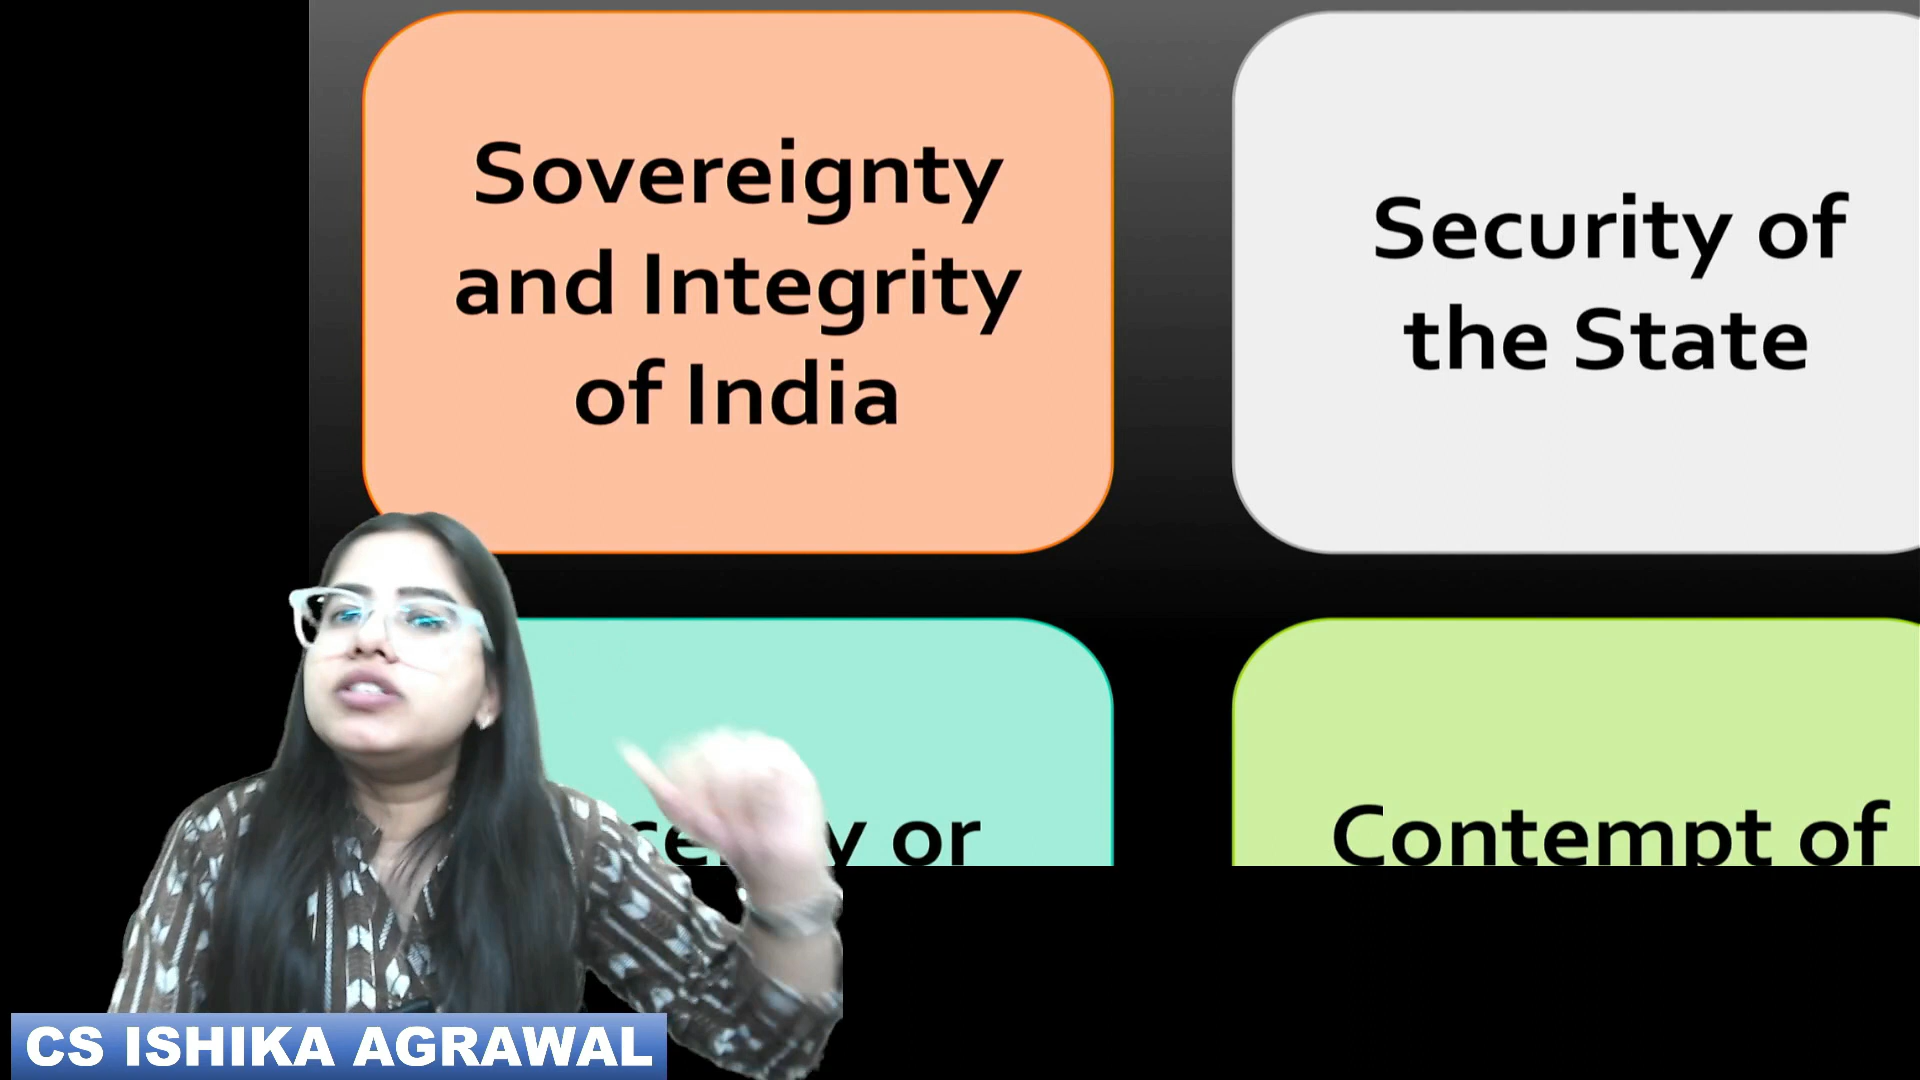 Sovereignty
and Integrity
of India
Security of
the State
or
Contempt of
CS ISHIKA AGRAWAL